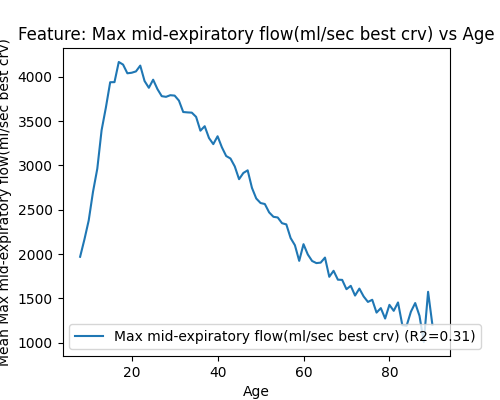 Feature: Max mid-expiratory flow(ml/sec best crv) vs Age
Mean Max mid-expiratory flow(ml/sec best crv)
4000
3500
3000
2500
2000
1500
1000
Max mid-expiratory flow(ml/sec best crv) (R2=0.31)
20 40 60 80
Age